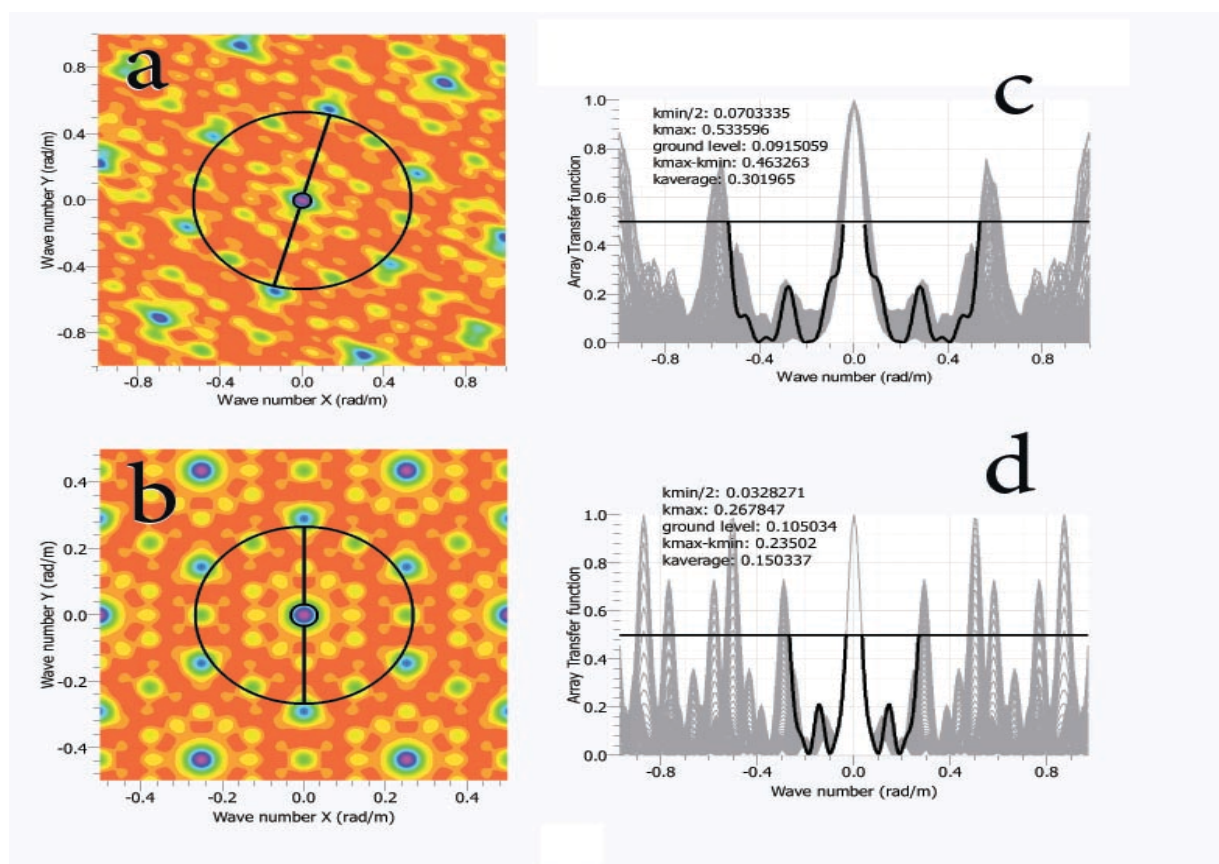 a
0.8
0.4
0.0
-0.4
-0.8
Wave number Y (rad/m)
-0.8 -0.4 0.0 0.4 0.8
Wave number X (rad/m)
c
kmin/2: 0.0703335
kmax: 0.533596
ground level: 0.0915059
kmax-kmin: 0.463263
kaverage: 0.301965
1.0
0.8
0.6
0.4
0.2
0.0
Array Transfer function
-0.8 -0.4 0.0 0.4 0.8
Wave number (rad/m)
b
0.4
0.2
0.0
-0.2
-0.4
Wave number Y (rad/m)
-0.4 -0.2 0.0 0.2 0.4
Wave number X (rad/m)
d
kmin/2: 0.0328271
kmax: 0.267847
ground level: 0.105034
kmax-kmin: 0.23502
kaverage: 0.150337
1.0
0.8
0.6
0.4
0.2
0.0
Array Transfer function
-0.8 -0.4 0.0 0.4 0.8
Wave number (rad/m)